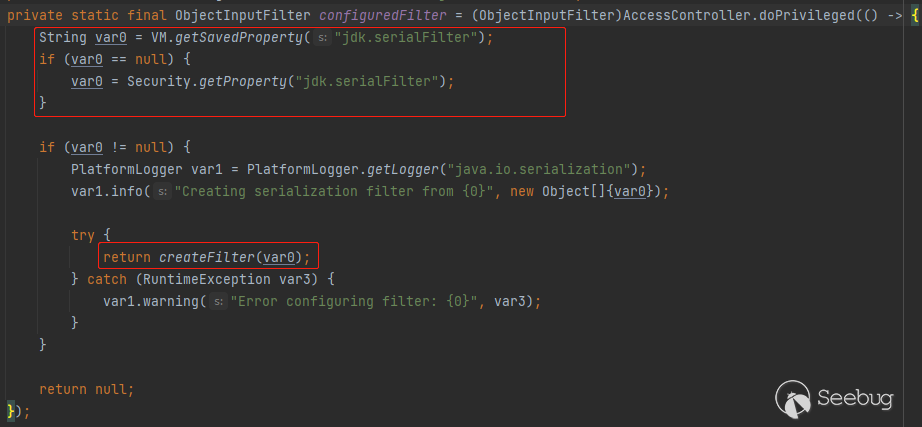 private static final ObjectInputFilter configuredFilter = (ObjectInputFilter)AccessController.doPrivileged(() -> {
    String var0 = VM.getSavedProperty( s: "jdk.serialFilter");
    if (var0 == null) {
        var0 = Security.getProperty("jdk.serialFilter");
    }
    if (var0 != null) {
        PlatformLogger var1 = PlatformLogger.getLogger("java.io.serialization");
        var1.info( s: "Creating serialization filter from {0}", new Object[]{var0});
        try {
            return createFilter(var0);
        } catch (RuntimeException var3) {
            var1.warning( s: "Error configuring filter: {0}", var3);
        }
    }
    return null;
});
Seebug